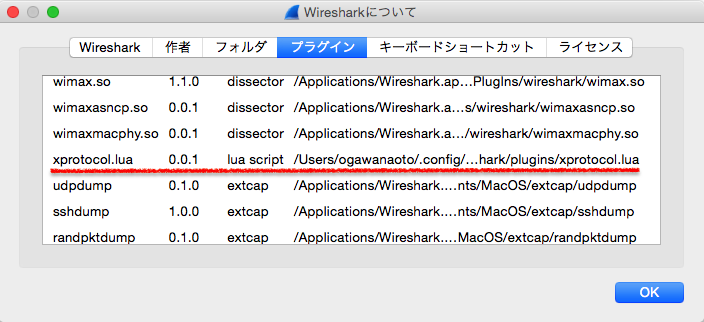 Wiresharkについて
Wireshark 作者 フォルダ プラグイン キーボードショートカット ライセンス
wimax.so 1.1.0 dissector /Applications/Wireshark.ap…PlugIns/wireshark/wimax.so
wimaxasncp.so 0.0.1 dissector /Applications/Wireshark.a…s/wireshark/wimaxasncp.so
wimaxmacphy.so 0.0.1 dissector /Applications/Wireshark.…/wireshark/wimaxmacphy.so
xprotocol.lua 0.0.1 lua script /Users/ogawanaoto/.config/…hark/plugins/xprotocol.lua
udpdump 0.1.0 extcap /Applications/Wireshark.…nts/MacOS/extcap/udpdump
sshdump 1.0.0 extcap /Applications/Wireshark.…nts/MacOS/extcap/sshdump
randpktdump 0.1.0 extcap /Applications/Wireshark.…MacOS/extcap/randpktdump
OK